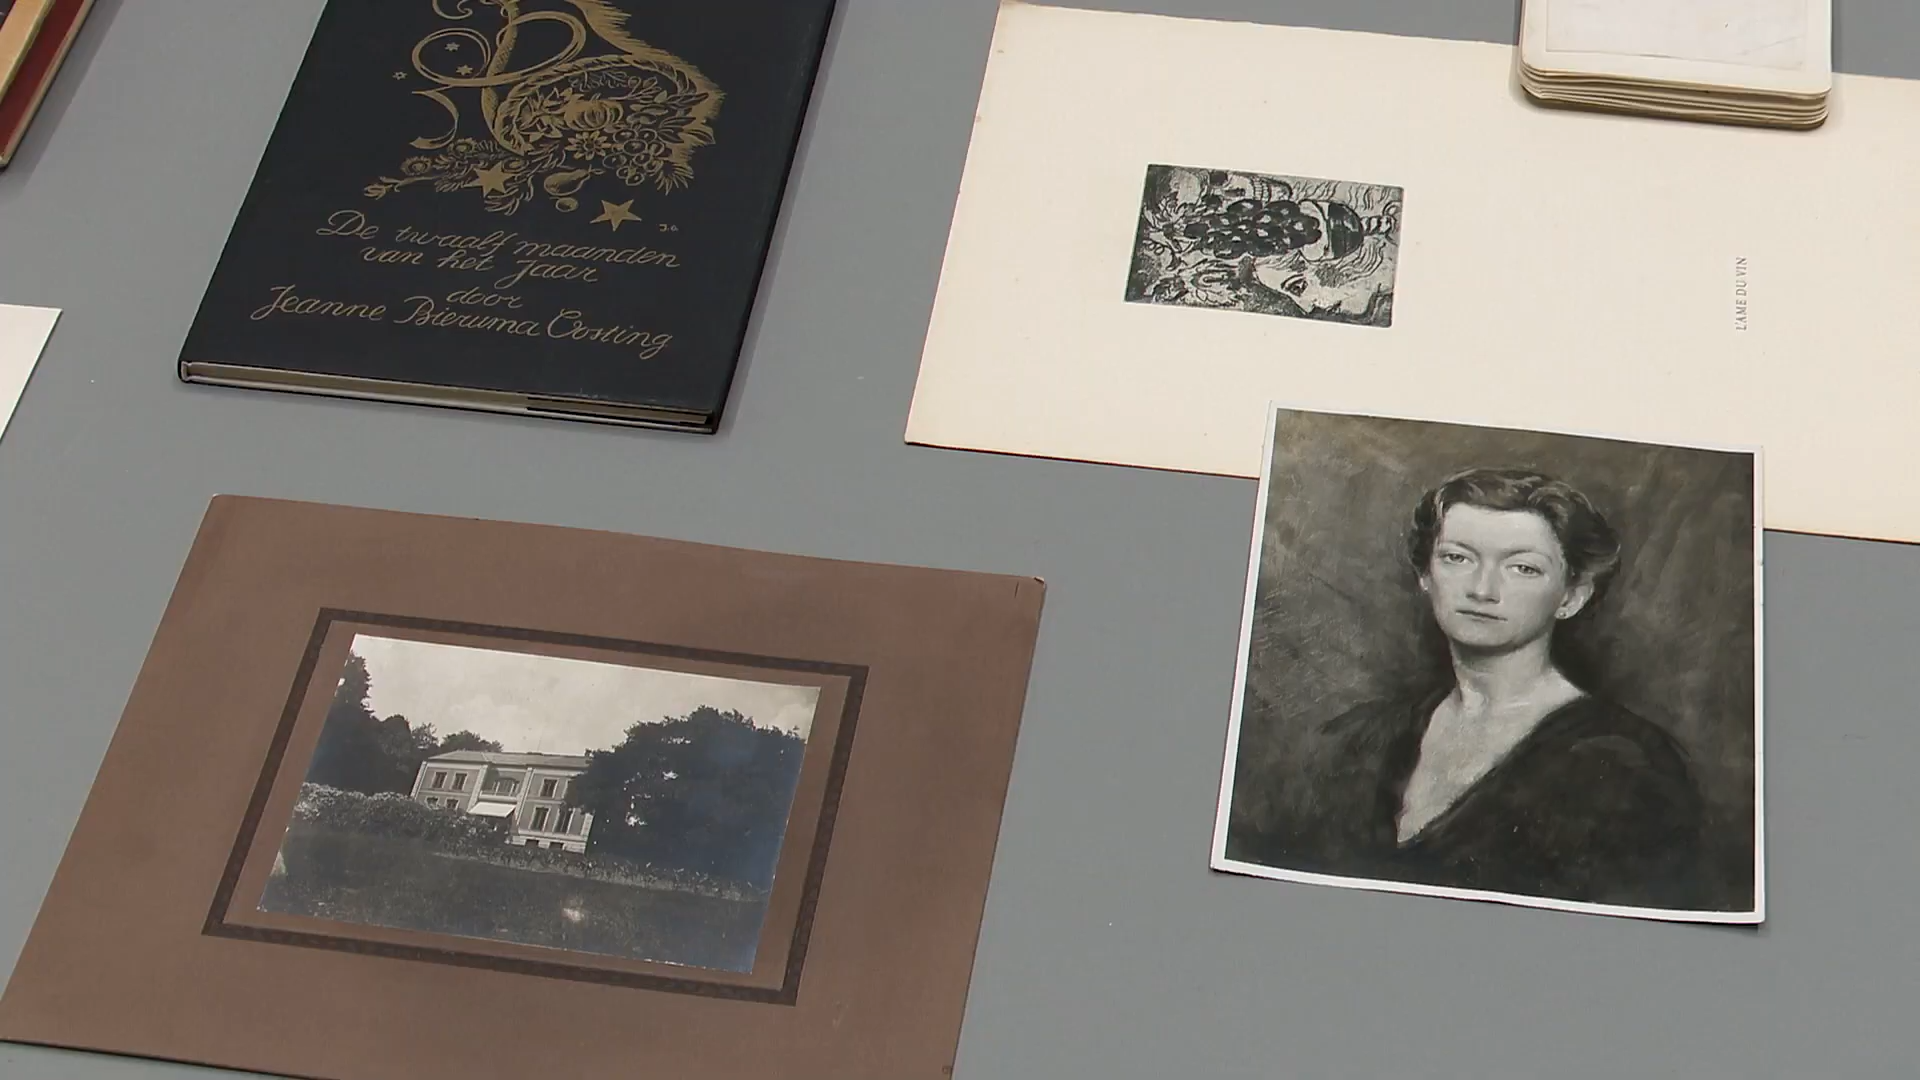 De twaalf maanden
van het jaar
door
Jeanne Bieruma Oosting
L'AME DU VIN